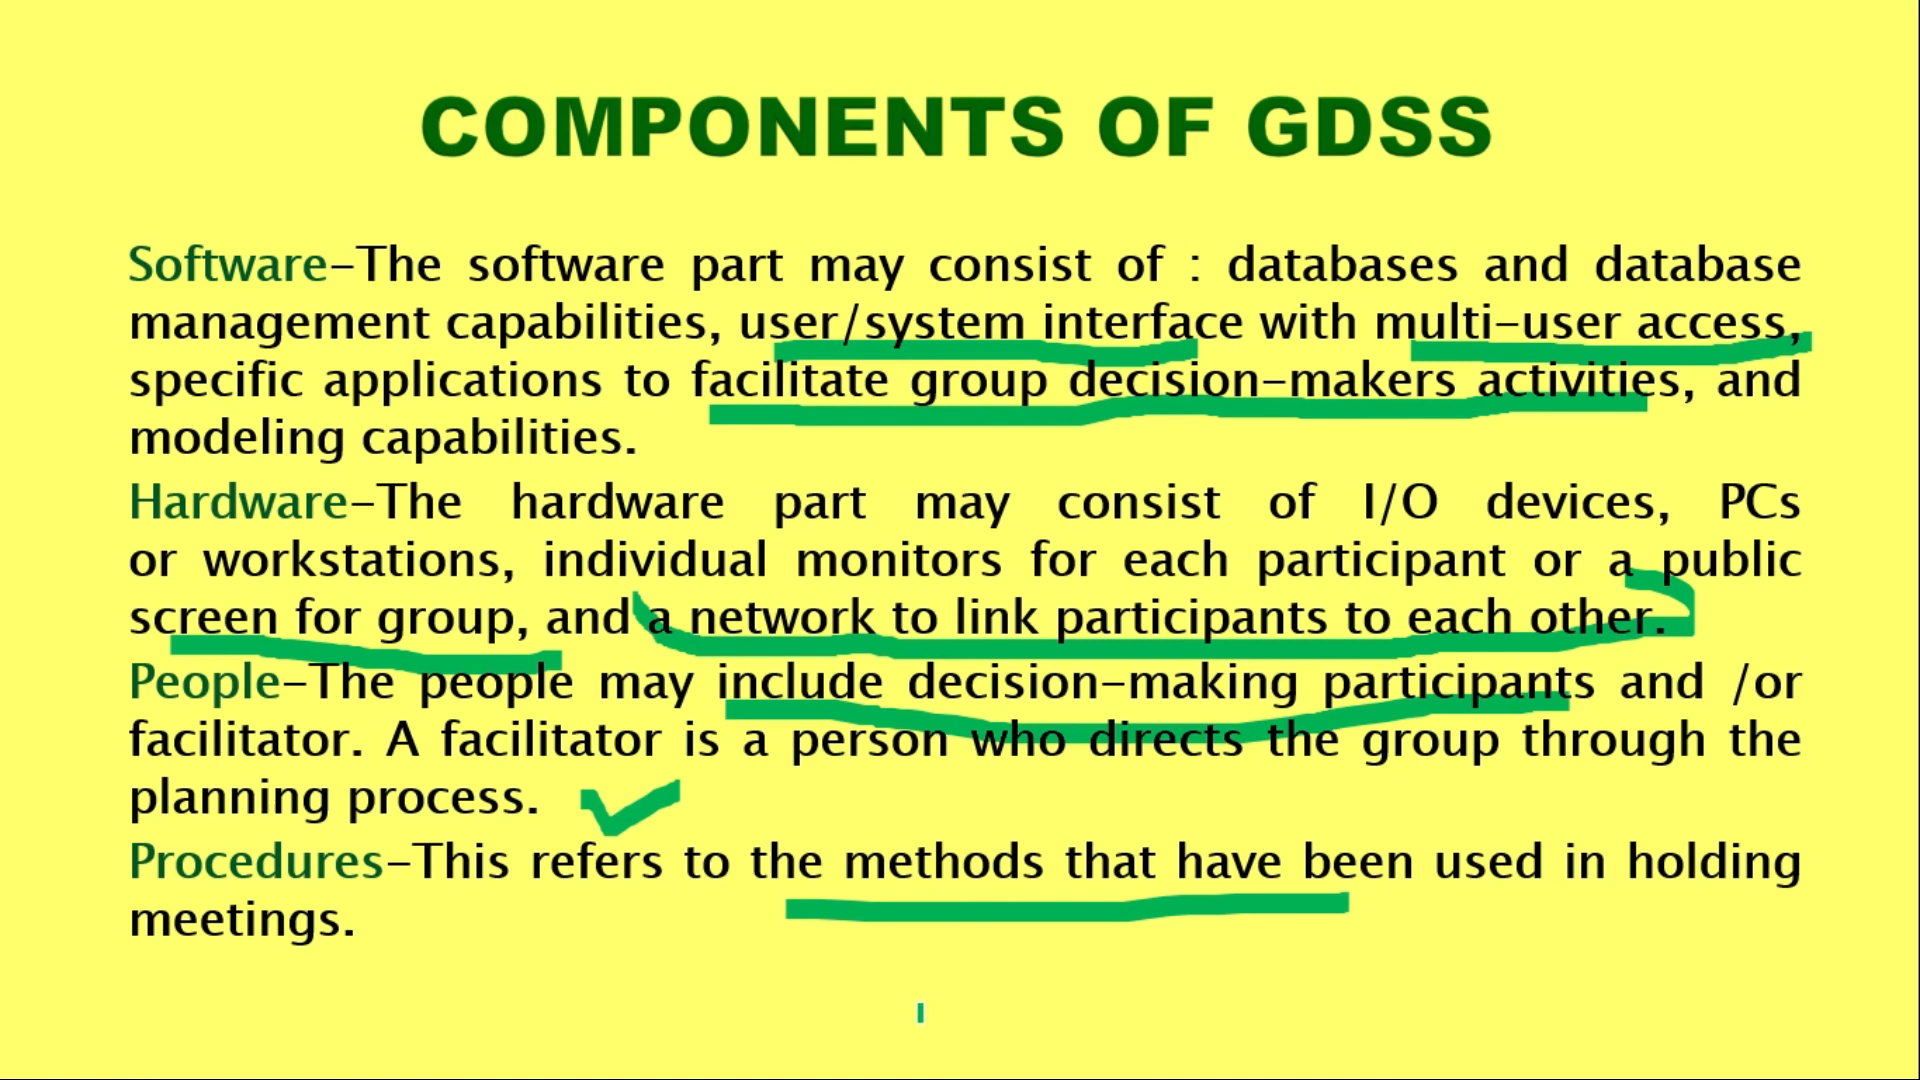 COMPONENTS OF GDSS
Software-The software part may consist of : databases and database
management capabilities, user/system interface with multi-user access,
specific applications to facilitate group decision-makers activities, and
modeling capabilities.
Hardware-The hardware part may consist of I/O devices, PCs
or workstations, individual monitors for each participant or a public
screen for group, and a network to link participants to each other.
People-The people may include decision-making participants and /or
facilitator. A facilitator is a person who directs the group through the
planning process.
Procedures-This refers to the methods that have been used in holding
meetings.